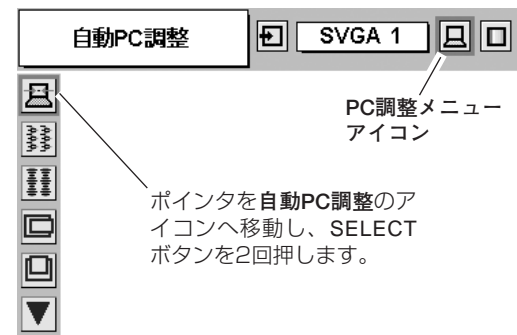 自動PC調整
SVGA 1
PC調整メニュー
アイコン
ポインタを自動PC調整のア
イコンへ移動し、SELECT
ボタンを2回押します。